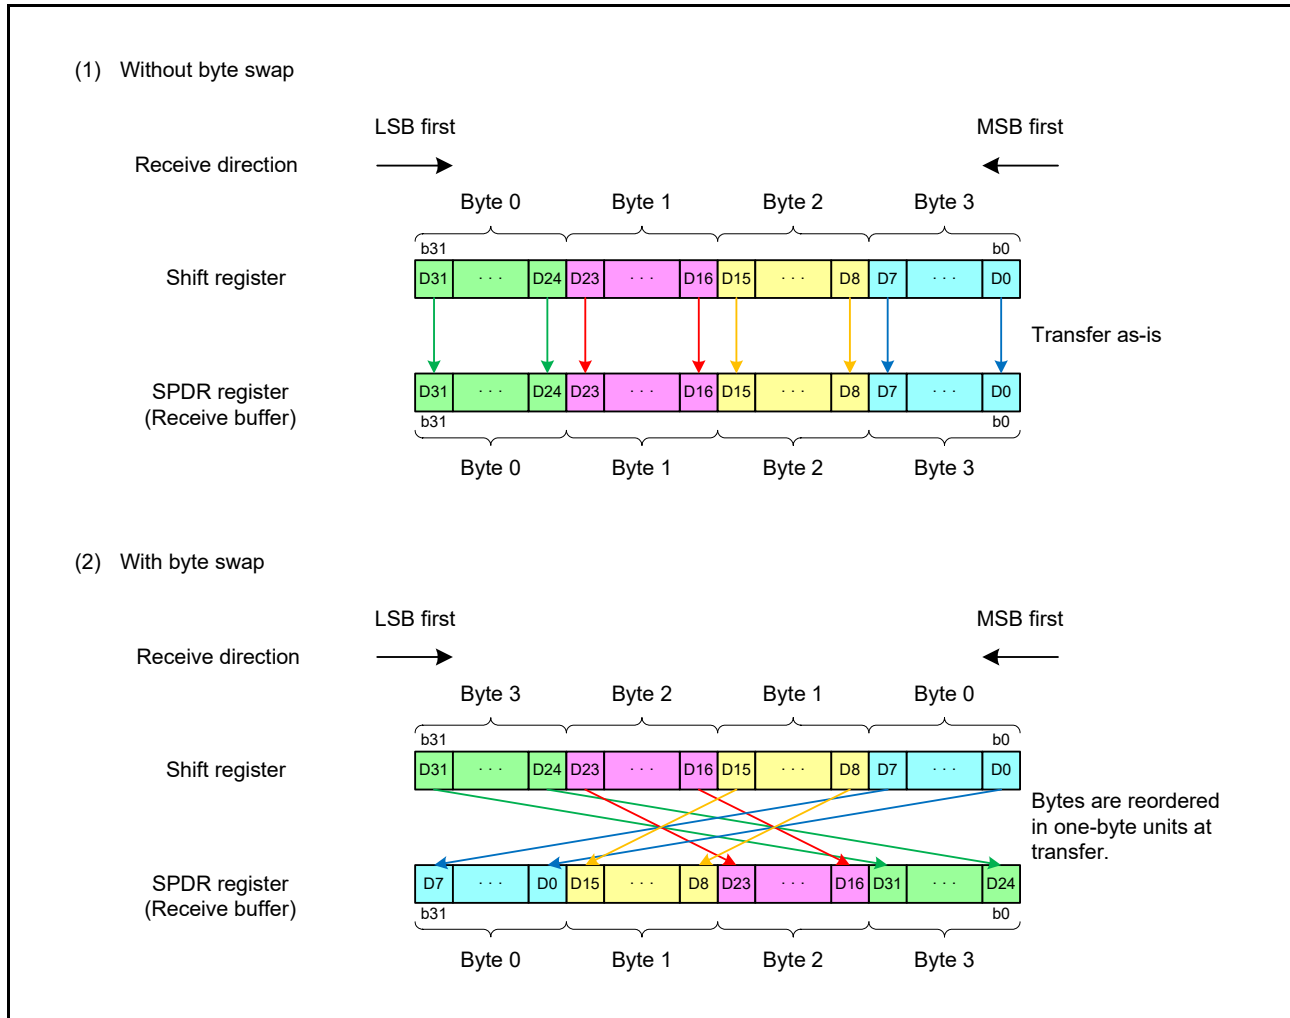 (1) Without byte swap
LSB first MSB first
Receive direction
Byte 0 Byte 1 Byte 2 Byte 3
b31 b0
Shift register D31 · · · D24 D23 · · · D16 D15 · · · D8 D7 · · · D0
Transfer as-is
SPDR register
(Receive buffer)
D31 · · · D24 D23 · · · D16 D15 · · · D8 D7 · · · D0
b31 b0
Byte 0 Byte 1 Byte 2 Byte 3
(2) With byte swap
LSB first MSB first
Receive direction
Byte 3 Byte 2 Byte 1 Byte 0
b31 b0
Shift register D31 · · · D24 D23 · · · D16 D15 · · · D8 D7 · · · D0
Bytes are reordered
in one-byte units at
transfer.
SPDR register
(Receive buffer)
D7 · · · D0 D15 · · · D8 D23 · · · D16 D31 · · · D24
b31 b0
Byte 0 Byte 1 Byte 2 Byte 3